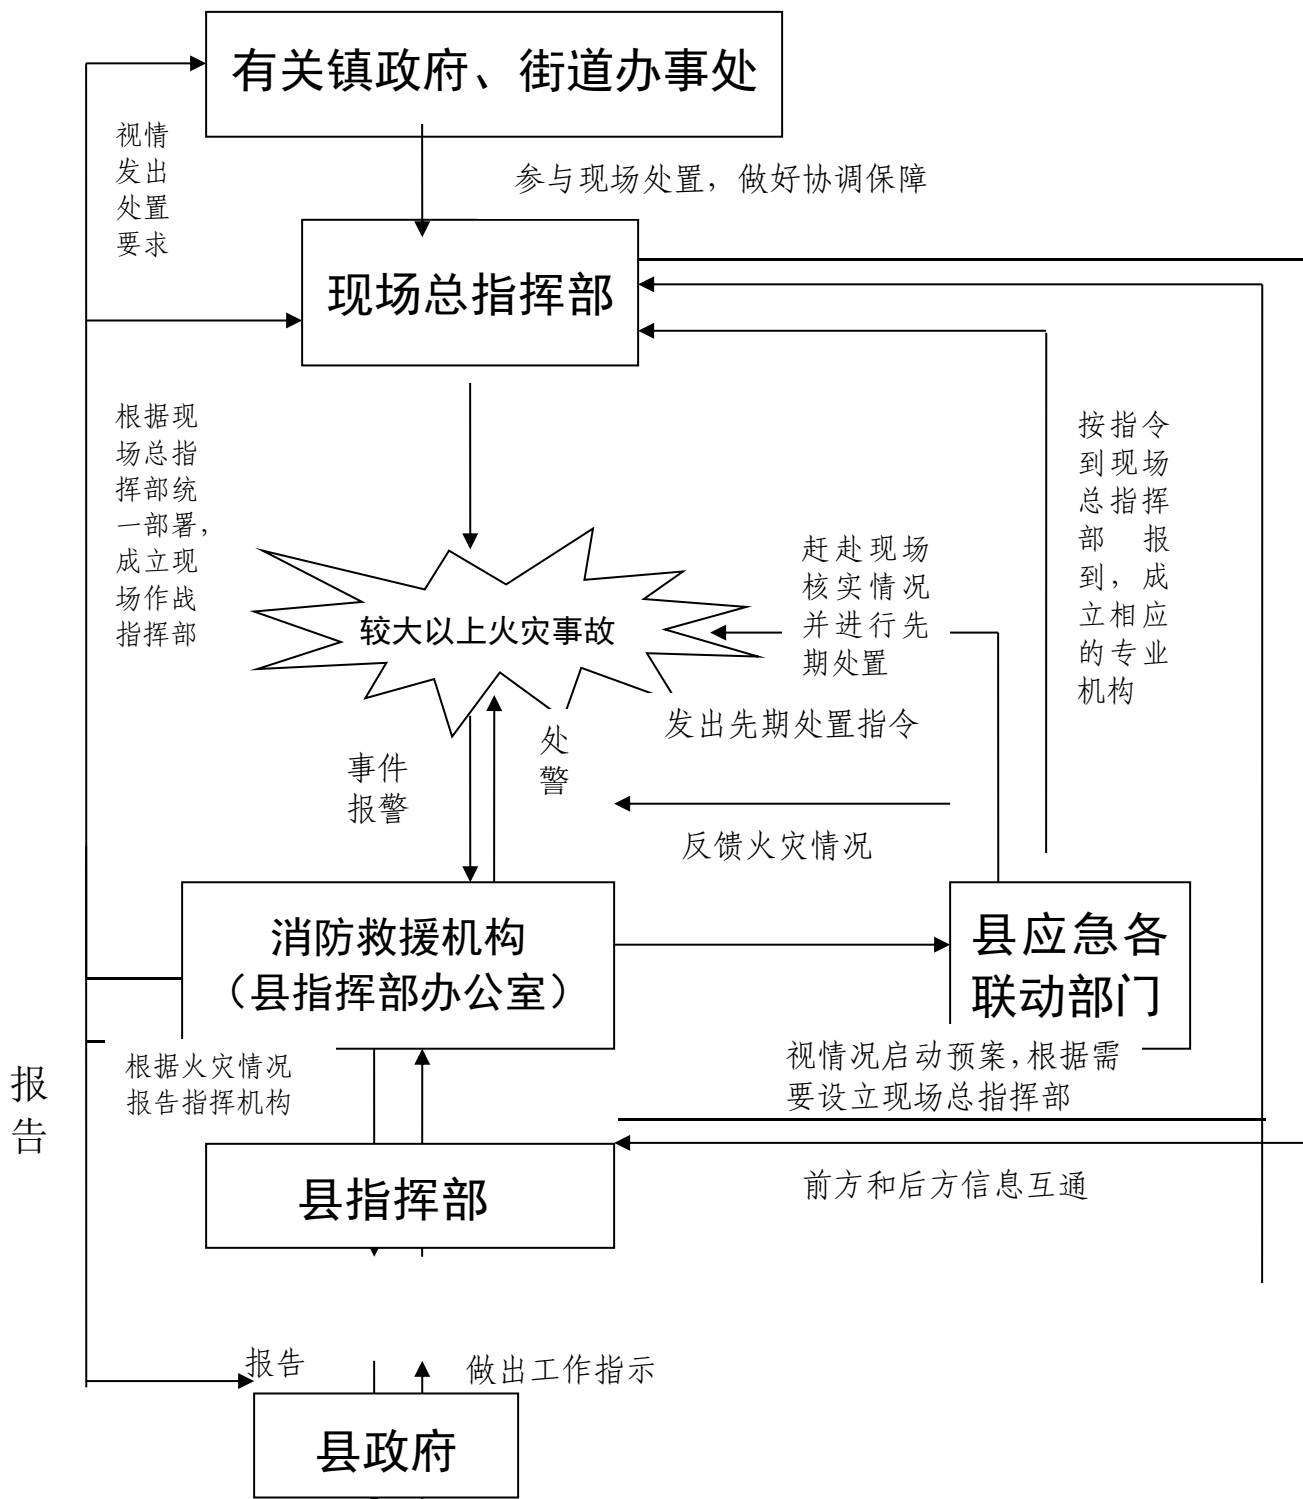 有关镇政府、街道办事处
视情
发出
处置
要求
参与现场处置，做好协调保障
现场总指挥部
根据现
场总指
挥部统
一部署，
成立现
场作战
指挥部
按指令
到现场
总指挥
部 报
到，成
立相应
的专业
机构
赶赴现场
核实情况
并进行先
期处置
较大以上火灾事故
发出先期处置指令
处
警
事件
报警
反馈火灾情况
消防救援机构
（县指挥部办公室）
县应急各
联动部门
根据火灾情况
报告指挥机构
视情况启动预案，根据需
要设立现场总指挥部
报
告
县指挥部
前方和后方信息互通
报告
做出工作指示
县政府